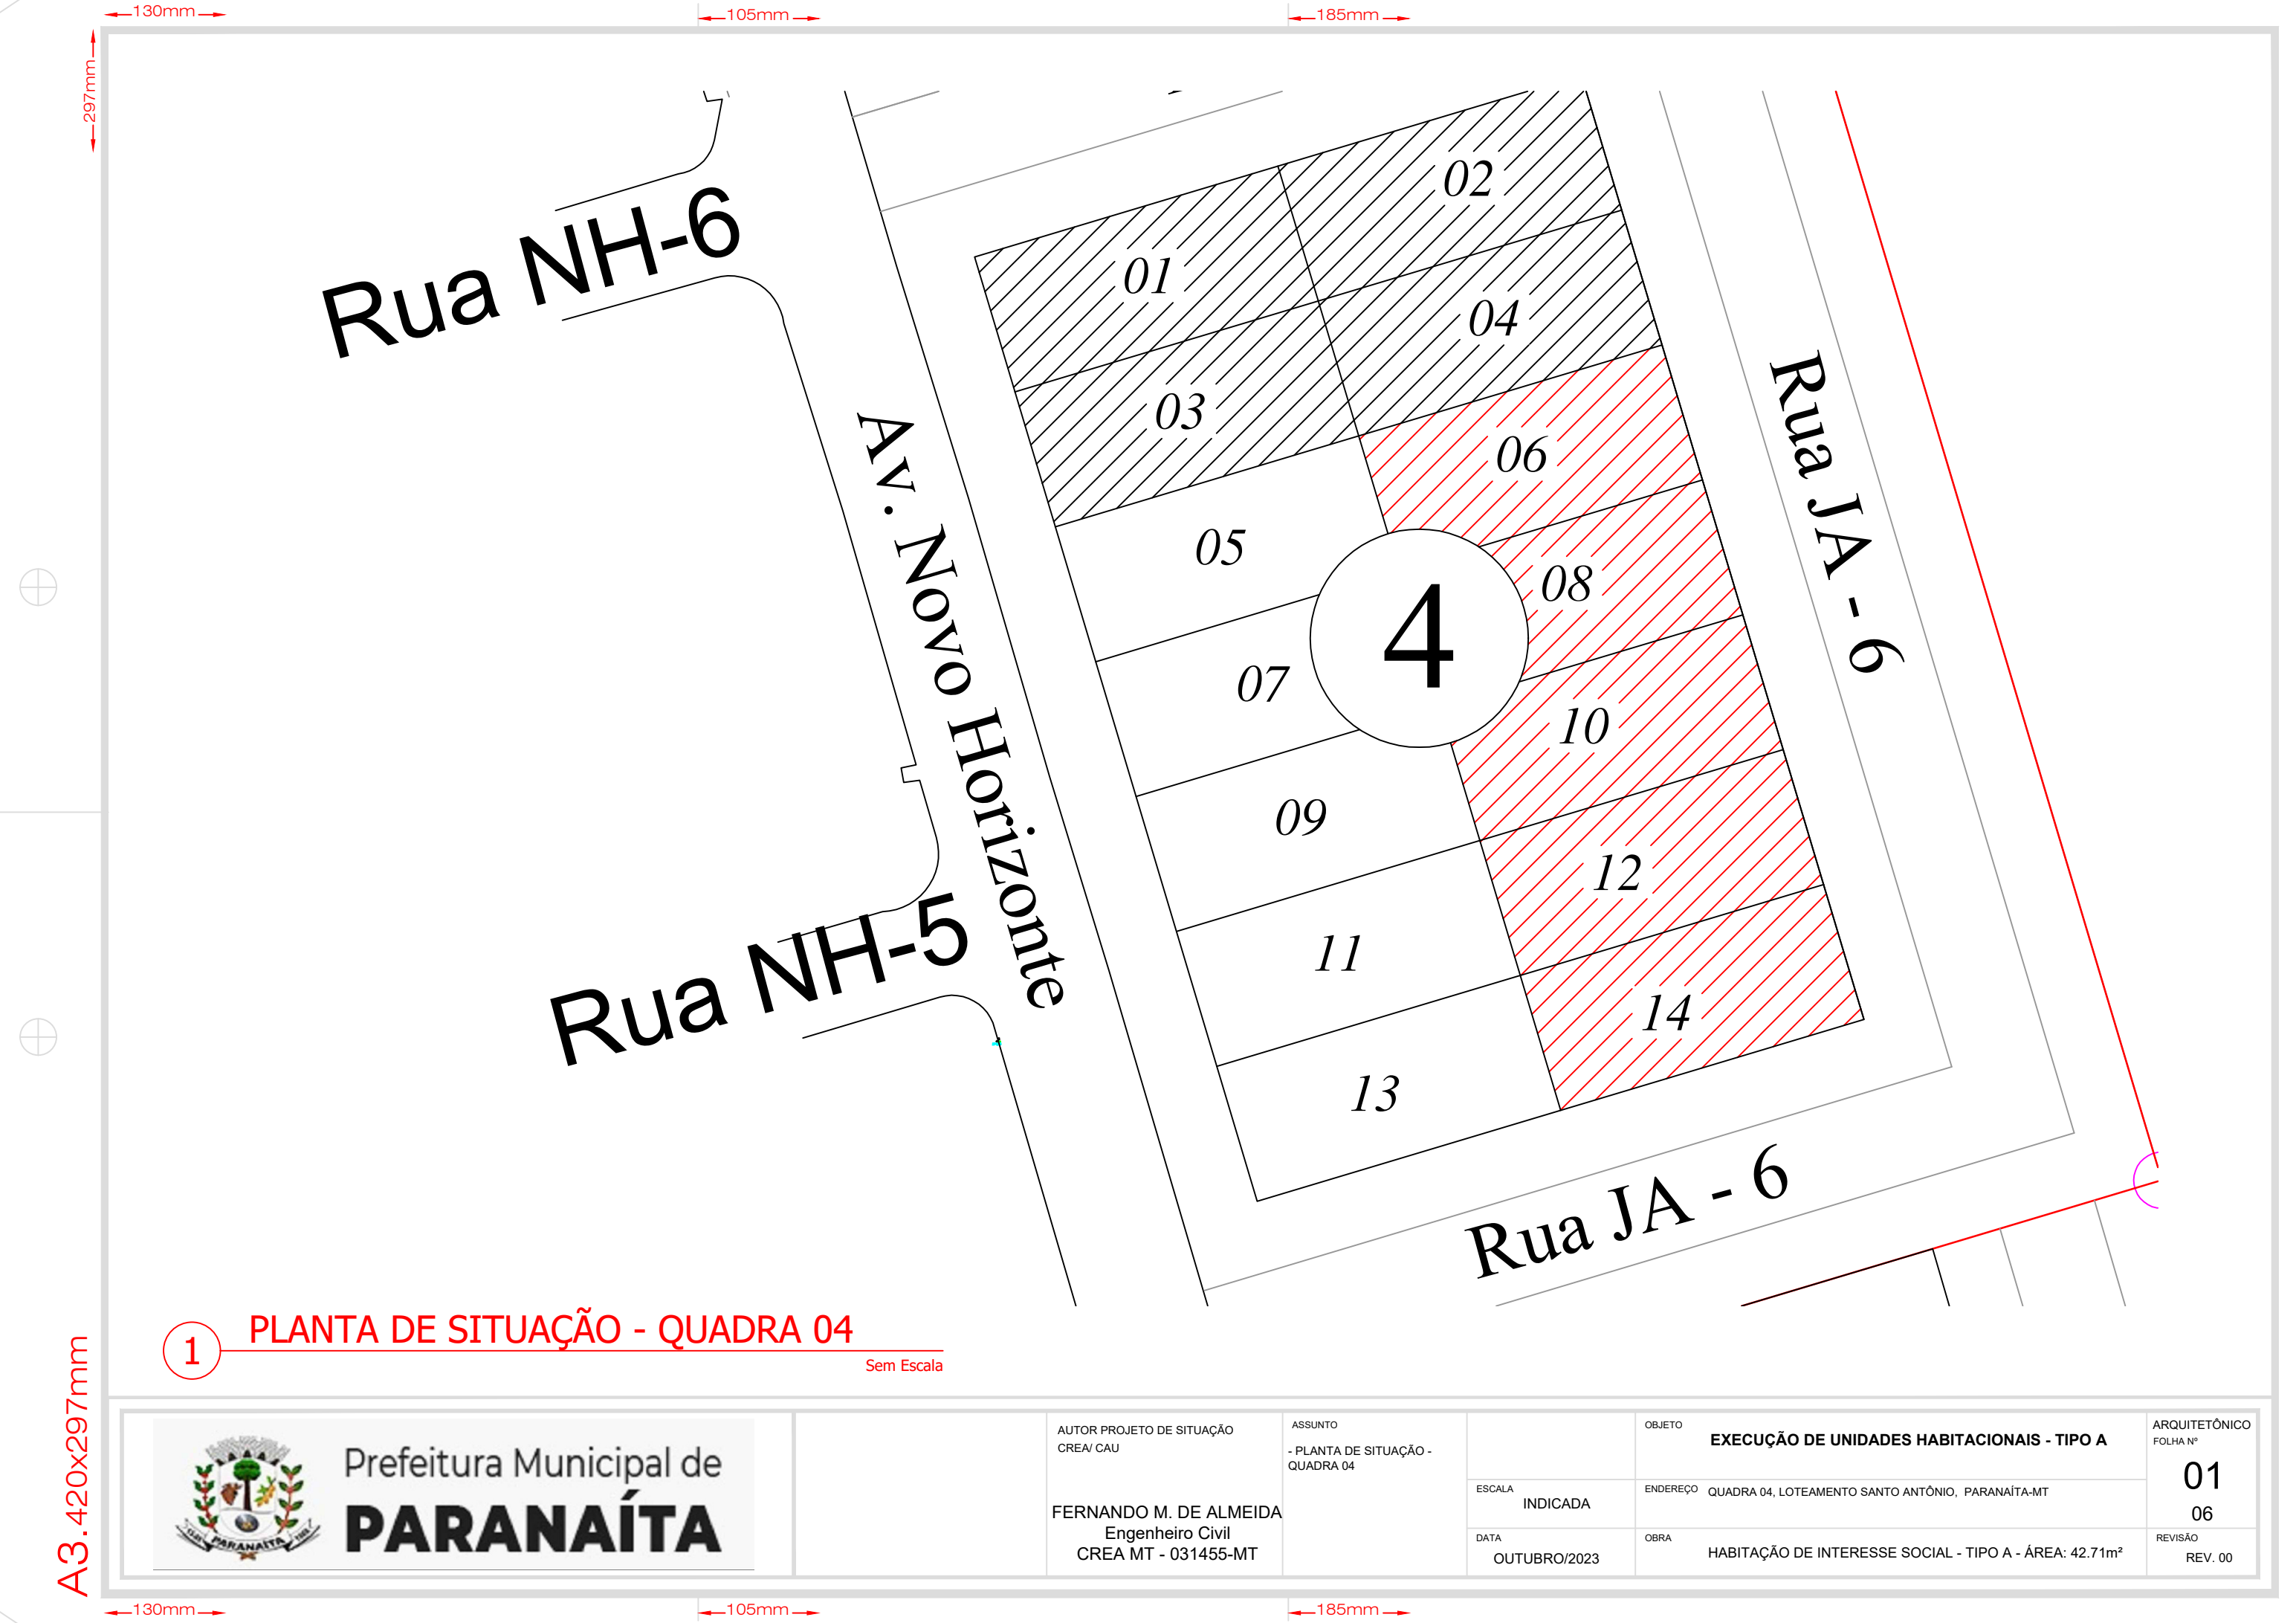 130mm
105mm
185mm
297mm
Rua NH-6
Av. Novo Horizonte
Rua NH-5
Rua JA - 6
Rua JA - 6
01
02
03
04
05
06
07
08
09
10
11
12
13
14
4
1
PLANTA DE SITUAÇÃO - QUADRA 04
Sem Escala
A3.420x297mm
Prefeitura Municipal de
PARANAÍTA
PARANAÍTA
AUTOR PROJETO DE SITUAÇÃO
CREA/ CAU
FERNANDO M. DE ALMEIDA
Engenheiro Civil
CREA MT - 031455-MT
ASSUNTO
- PLANTA DE SITUAÇÃO -
QUADRA 04
ESCALA
INDICADA
DATA
OUTUBRO/2023
OBJETO
EXECUÇÃO DE UNIDADES HABITACIONAIS - TIPO A
ENDEREÇO
QUADRA 04, LOTEAMENTO SANTO ANTÔNIO, PARANAÍTA-MT
OBRA
HABITAÇÃO DE INTERESSE SOCIAL - TIPO A - ÁREA: 42.71m²
ARQUITETÔNICO
FOLHA Nº
01
06
REVISÃO
REV. 00
130mm
105mm
185mm